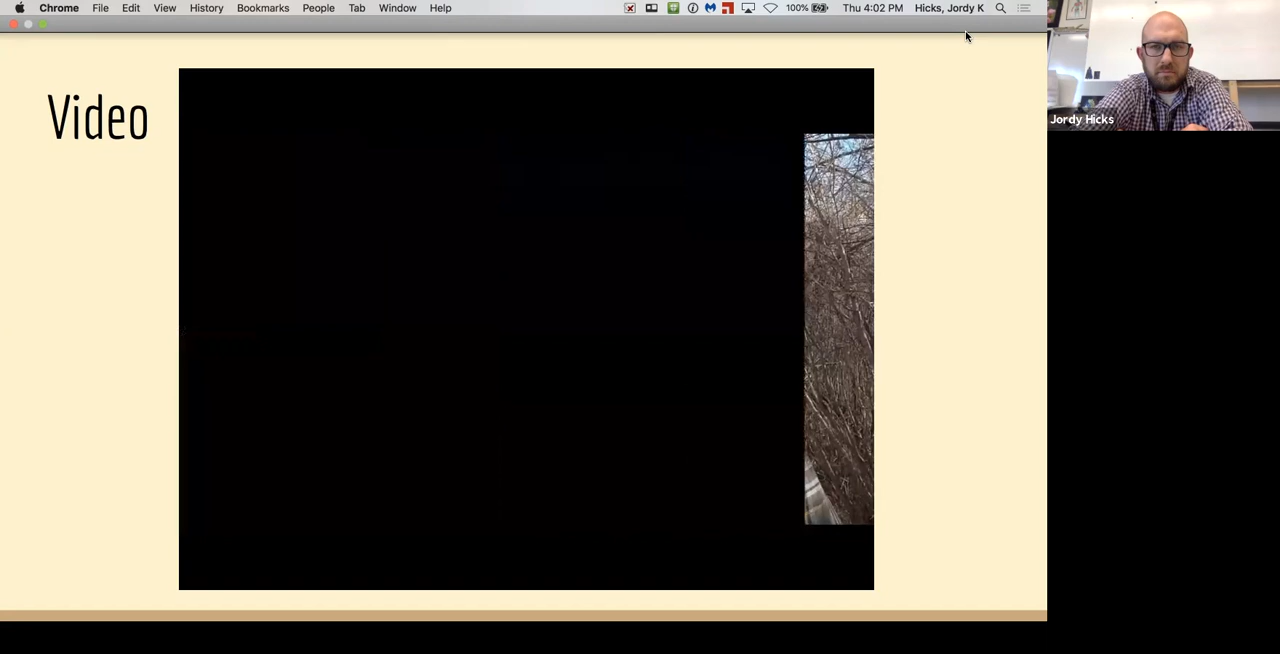 Chrome File Edit View History Bookmarks People Tab Window Help 100% Thu 4:02 PM Hicks, Jordy K
Video
Jordy Hicks